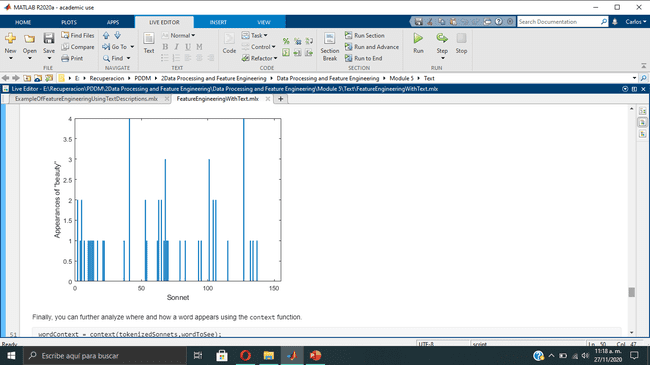 MATLAB R2020a - academic use
HOME PLOTS APPS LIVE EDITOR INSERT VIEW
Search Documentation Carlos
New Open Save Find Files Compare Print
Go To Find
Text Normal
B I U M
Code Task Control Refactor
Section Break Run Section Run and Advance Run to End
Run Step Stop
FILE NAVIGATE TEXT CODE SECTION RUN
E: Recuperacion PDDM 2Data Processing and Feature Engineering Data Processing and Feature Engineering Module 5 Text
Live Editor - E:\Recuperacion\PDDM\2Data Processing and Feature Engineering\Data Processing and Feature Engineering\Module 5\Text\FeatureEngineeringWithText.mlx
ExampleOfFeatureEngineeringUsingTextDescriptions.mlx FeatureEngineeringWithText.mlx +
4
3.5
3
2.5
2
1.5
1
0.5
0
Appearances of "beauty"
0 50 100 150
Sonnet
Finally, you can further analyze where and how a word appears using the context function.
51 wordContext = context(tokenizedSonnets,wordToSee);
UTF-8 script Ln 50 Col 47
Escribe aquí para buscar
11:18 a. m.
27/11/2020